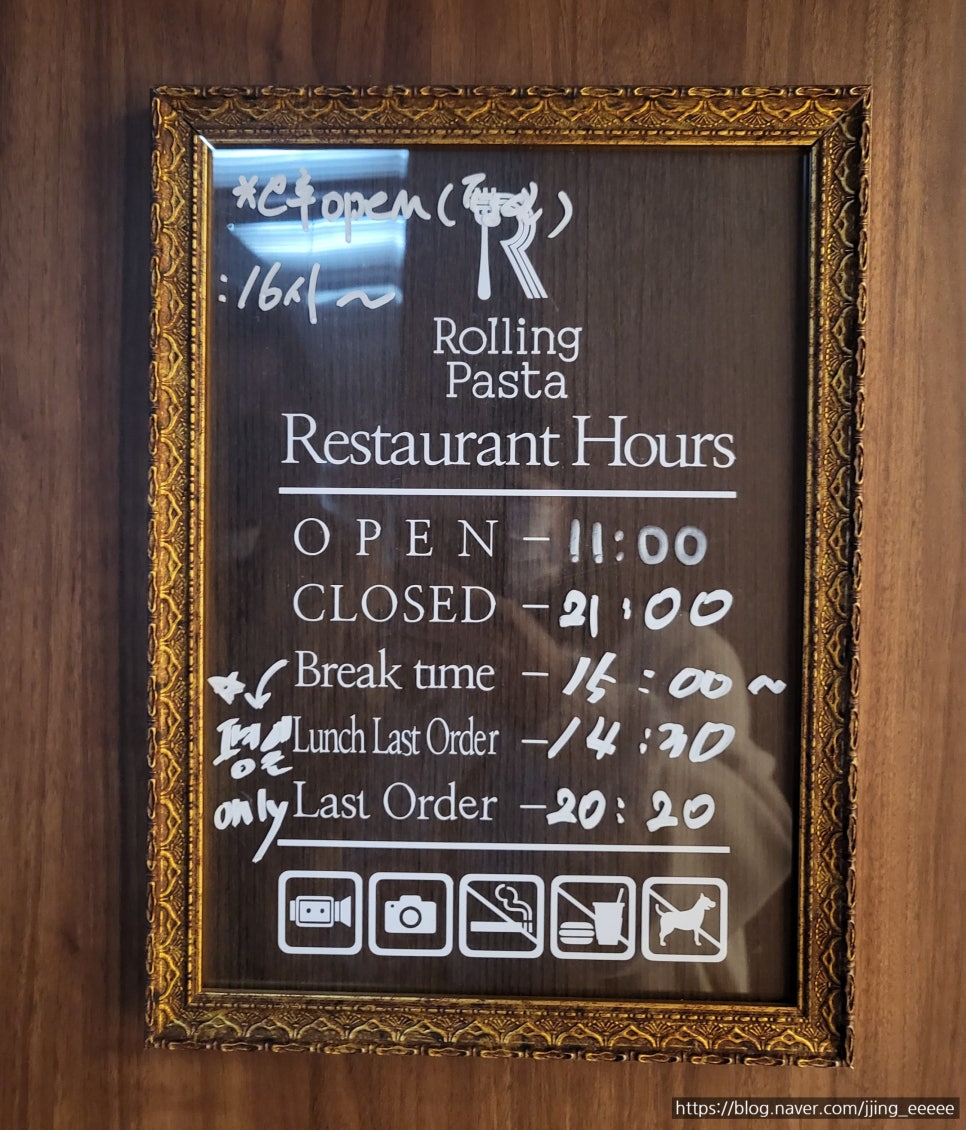 *오후open(평일)
:16시~
Rolling
Pasta
Restaurant Hours
OPEN - 11:00
CLOSED - 21:00
Break time - 15:00~
Lunch Last Order - 14:30
Last Order - 20:20
평일
only
https://blog.naver.com/jjing_eeeee